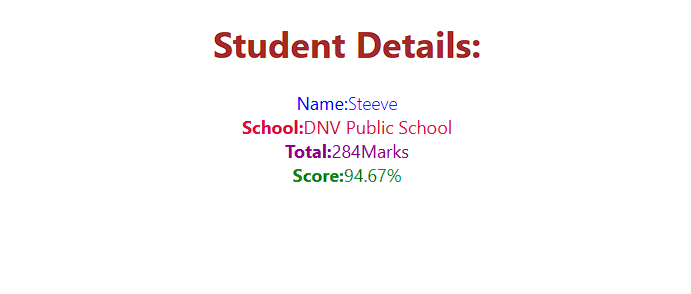 Student Details:
Name:Steeve
School:DNV Public School
Total:284Marks
Score:94.67%